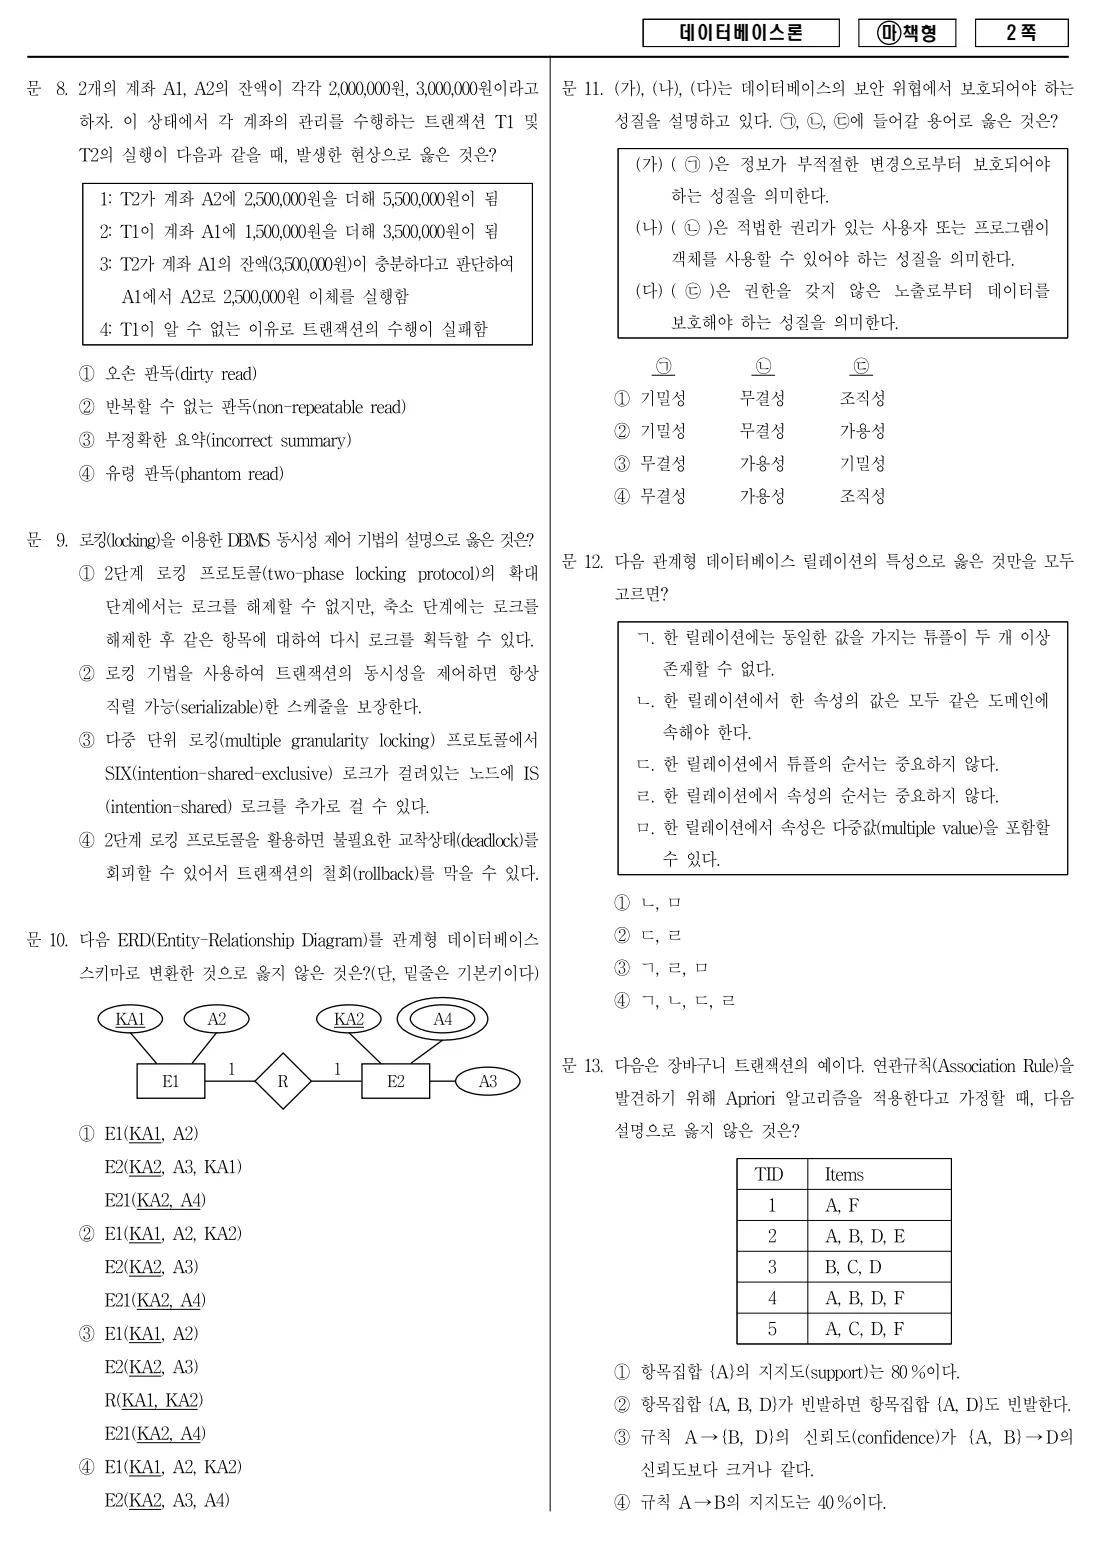 데이터베이스론
㉲책형
2 쪽
문 8. 2개의 계좌 A1, A2의 잔액이 각각 2,000,000원, 3,000,000원이라고
하자. 이 상태에서 각 계좌의 관리를 수행하는 트랜잭션 T1 및
T2의 실행이 다음과 같을 때, 발생한 현상으로 옳은 것은?
1: T2가 계좌 A2에 2,500,000원을 더해 5,500,000원이 됨
2: T1이 계좌 A1에 1,500,000원을 더해 3,500,000원이 됨
3: T2가 계좌 A1의 잔액(3,500,000원)이 충분하다고 판단하여
A1에서 A2로 2,500,000원 이체를 실행함
4: T1이 알 수 없는 이유로 트랜잭션의 수행이 실패함
① 오손 판독(dirty read)
② 반복할 수 없는 판독(non-repeatable read)
③ 부정확한 요약(incorrect summary)
④ 유령 판독(phantom read)
문 9. 로킹(locking)을 이용한 DBMS 동시성 제어 기법의 설명으로 옳은 것은?
① 2단계 로킹 프로토콜(two-phase locking protocol)의 확대
단계에서는 로크를 해제할 수 없지만, 축소 단계에는 로크를
해제한 후 같은 항목에 대하여 다시 로크를 획득할 수 있다.
② 로킹 기법을 사용하여 트랜잭션의 동시성을 제어하면 항상
직렬 가능(serializable)한 스케줄을 보장한다.
③ 다중 단위 로킹(multiple granularity locking) 프로토콜에서
SIX(intention-shared-exclusive) 로크가 걸려있는 노드에 IS
(intention-shared) 로크를 추가로 걸 수 있다.
④ 2단계 로킹 프로토콜을 활용하면 불필요한 교착상태(deadlock)를
회피할 수 있어서 트랜잭션의 철회(rollback)를 막을 수 있다.
문 10. 다음 ERD(Entity-Relationship Diagram)를 관계형 데이터베이스
스키마로 변환한 것으로 옳지 않은 것은?(단, 밑줄은 기본키이다)
KA1 A2 KA2 A4
E1 1 R 1 E2 A3
① E1(KA1, A2)
E2(KA2, A3, KA1)
E21(KA2, A4)
② E1(KA1, A2, KA2)
E2(KA2, A3)
E21(KA2, A4)
③ E1(KA1, A2)
E2(KA2, A3)
R(KA1, KA2)
E21(KA2, A4)
④ E1(KA1, A2, KA2)
E2(KA2, A3, A4)
문 11. (가), (나), (다)는 데이터베이스의 보안 위협에서 보호되어야 하는
성질을 설명하고 있다. ㉠, ㉡, ㉢에 들어갈 용어로 옳은 것은?
(가) ( ㉠ )은 정보가 부적절한 변경으로부터 보호되어야
하는 성질을 의미한다.
(나) ( ㉡ )은 적법한 권리가 있는 사용자 또는 프로그램이
객체를 사용할 수 있어야 하는 성질을 의미한다.
(다) ( ㉢ )은 권한을 갖지 않은 노출로부터 데이터를
보호해야 하는 성질을 의미한다.
㉠ ㉡ ㉢
① 기밀성 무결성 조직성
② 기밀성 무결성 가용성
③ 무결성 가용성 기밀성
④ 무결성 가용성 조직성
문 12. 다음 관계형 데이터베이스 릴레이션의 특성으로 옳은 것만을 모두
고르면?
ㄱ. 한 릴레이션에는 동일한 값을 가지는 튜플이 두 개 이상
존재할 수 없다.
ㄴ. 한 릴레이션에서 한 속성의 값은 모두 같은 도메인에
속해야 한다.
ㄷ. 한 릴레이션에서 튜플의 순서는 중요하지 않다.
ㄹ. 한 릴레이션에서 속성의 순서는 중요하지 않다.
ㅁ. 한 릴레이션에서 속성은 다중값(multiple value)을 포함할
수 있다.
① ㄴ, ㅁ
② ㄷ, ㄹ
③ ㄱ, ㄹ, ㅁ
④ ㄱ, ㄴ, ㄷ, ㄹ
문 13. 다음은 장바구니 트랜잭션의 예이다. 연관규칙(Association Rule)을
발견하기 위해 Apriori 알고리즘을 적용한다고 가정할 때, 다음
설명으로 옳지 않은 것은?
TID Items
1 A, F
2 A, B, D, E
3 B, C, D
4 A, B, D, F
5 A, C, D, F
① 항목집합 {A}의 지지도(support)는 80 %이다.
② 항목집합 {A, B, D}가 빈발하면 항목집합 {A, D}도 빈발한다.
③ 규칙 A→{B, D}의 신뢰도(confidence)가 {A, B}→D의
신뢰도보다 크거나 같다.
④ 규칙 A→B의 지지도는 40 %이다.